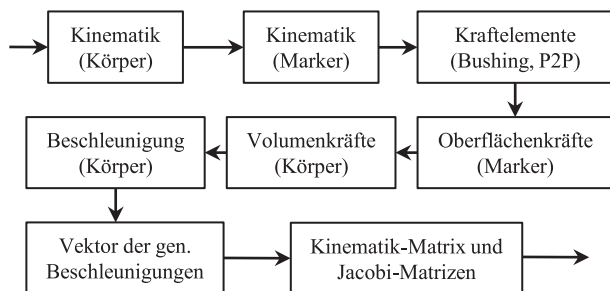 Kinematik
(Körper)
Kinematik
(Marker)
Kraftelemente
(Bushing, P2P)
Oberflächenkräfte
(Marker)
Volumenkräfte
(Körper)
Beschleunigung
(Körper)
Vektor der gen.
Beschleunigungen
Kinematik-Matrix und
Jacobi-Matrizen